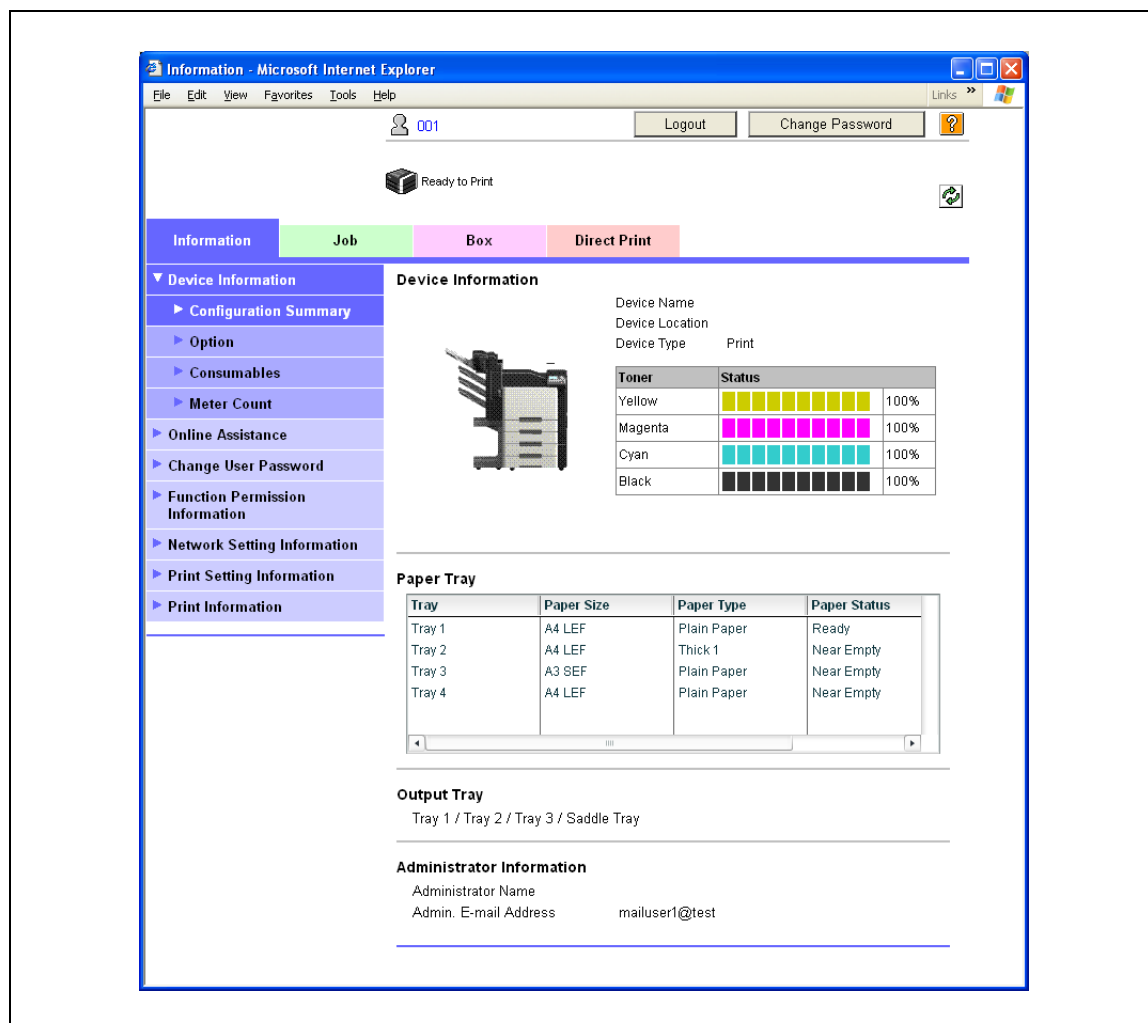 Information - Microsoft Internet Explorer
File Edit View Favorites Tools Help Links »
001 Logout Change Password ?
Ready to Print
Information Job Box Direct Print
Device Information
Configuration Summary
Option
Consumables
Meter Count
Online Assistance
Change User Password
Function Permission
Information
Network Setting Information
Print Setting Information
Print Information
Device Information
Device Name
Device Location
Device Type Print
Toner Status
Yellow 100%
Magenta 100%
Cyan 100%
Black 100%
Paper Tray
Tray Paper Size Paper Type Paper Status
Tray 1 A4 LEF Plain Paper Ready
Tray 2 A4 LEF Thick 1 Near Empty
Tray 3 A3 SEF Plain Paper Near Empty
Tray 4 A4 LEF Plain Paper Near Empty
Output Tray
Tray 1 / Tray 2 / Tray 3 / Saddle Tray
Administrator Information
Administrator Name
Admin. E-mail Address mailuser1@test